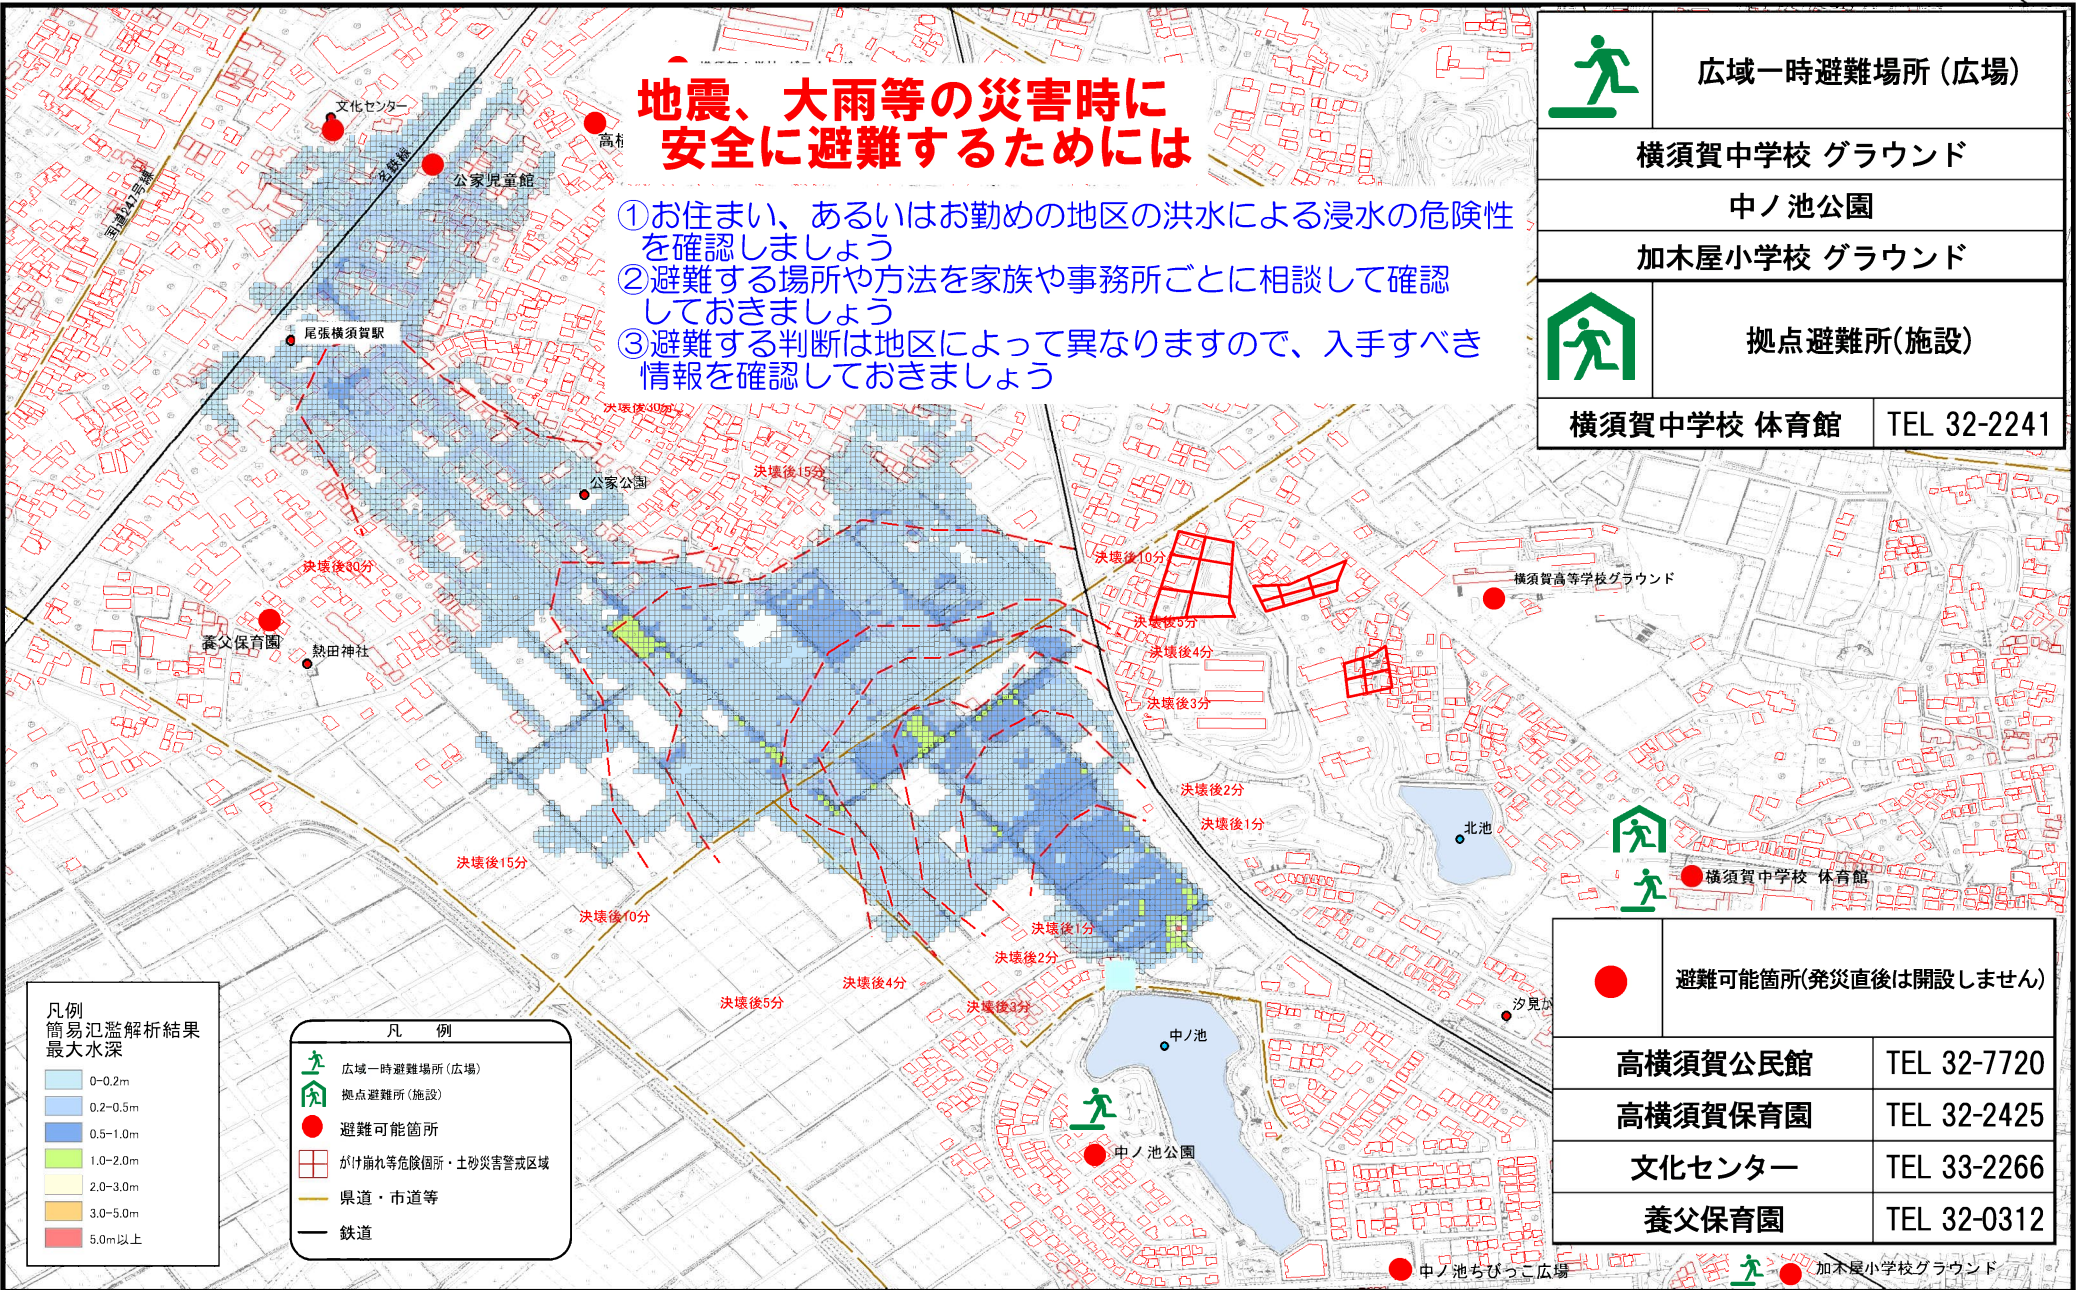 地震、大雨等の災害時に
安全に避難するためには
①お住まい、あるいはお勤めの地区の洪水による浸水の危険性
を確認しましょう
②避難する場所や方法を家族や事務所ごとに相談して確認
しておきましょう
③避難する判断は地区によって異なりますので、入手すべき
情報を確認しておきましょう
広域一時避難場所(広場)
横須賀中学校 グラウンド
中ノ池公園
加木屋小学校 グラウンド
拠点避難所(施設)
横須賀中学校 体育館 TEL 32-2241
文化センター
名鉄線
公家児童館
国道247号線
尾張横須賀駅
決壊後30分
決壊後15分
公家公園
決壊後10分
決壊後30分
横須賀高等学校グラウンド
決壊後5分
養父保育園
熱田神社
決壊後4分
決壊後3分
決壊後2分
決壊後1分
北池
決壊後15分
横須賀中学校 体育館
決壊後10分
決壊後1分
決壊後2分
決壊後4分
決壊後5分
決壊後3分
汐見が
中ノ池
中ノ池公園
中ノ池ちびっこ広場
加木屋小学校グラウンド
避難可能箇所(発災直後は開設しません)
高横須賀公民館 TEL 32-7720
高横須賀保育園 TEL 32-2425
文化センター TEL 33-2266
養父保育園 TEL 32-0312
凡例
簡易氾濫解析結果
最大水深
0-0.2m
0.2-0.5m
0.5-1.0m
1.0-2.0m
2.0-3.0m
3.0-5.0m
5.0m以上
凡 例
広域一時避難場所(広場)
拠点避難所(施設)
避難可能箇所
がけ崩れ等危険個所・土砂災害警戒区域
県道・市道等
鉄道